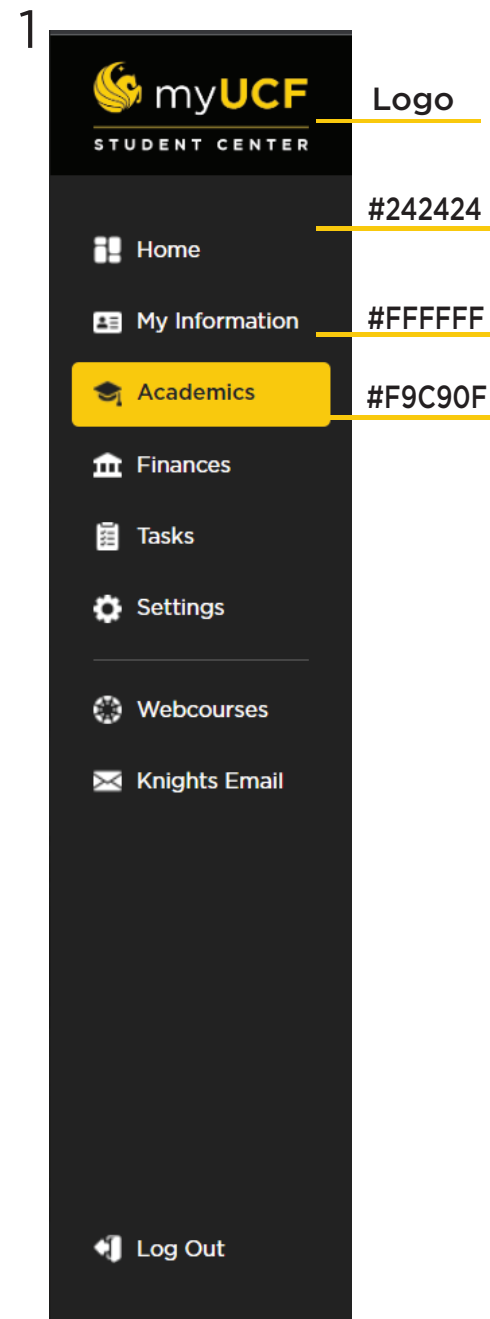 1
myUCF
STUDENT CENTER
Logo
#242424
Home
My Information
#FFFFFF
Academics
#F9C90F
Finances
Tasks
Settings
Webcourses
Knights Email
Log Out